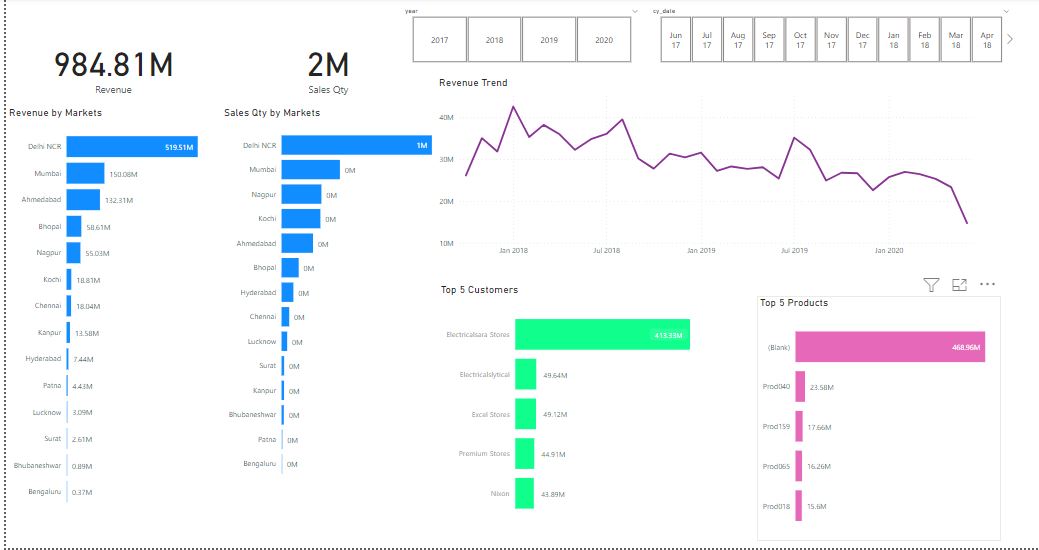 year
2017 2018 2019 2020
cy_date
Jun 17 Jul 17 Aug 17 Sep 17 Oct 17 Nov 17 Dec 17 Jan 18 Feb 18 Mar 18 Apr 18
984.81M
Revenue
2M
Sales Qty
Revenue by Markets
Delhi NCR 519.51M
Mumbai 150.08M
Ahmedabad 132.31M
Bhopal 58.61M
Nagpur 55.03M
Kochi 18.81M
Chennai 18.04M
Kanpur 13.58M
Hyderabad 7.44M
Patna 4.43M
Lucknow 3.09M
Surat 2.61M
Bhubaneshwar 0.89M
Bengaluru 0.37M
Sales Qty by Markets
Delhi NCR 1M
Mumbai 0M
Nagpur 0M
Kochi 0M
Ahmedabad 0M
Bhopal 0M
Hyderabad 0M
Chennai 0M
Lucknow 0M
Surat 0M
Kanpur 0M
Bhubaneshwar 0M
Patna 0M
Bengaluru 0M
Revenue Trend
40M
30M
20M
10M
Jan 2018 Jul 2018 Jan 2019 Jul 2019 Jan 2020
Top 5 Customers
Electricalsara Stores 413.33M
Electricalslytical 49.64M
Excel Stores 49.12M
Premium Stores 44.91M
Nixon 43.89M
Top 5 Products
(Blank) 468.96M
Prod040 23.58M
Prod159 17.66M
Prod065 16.26M
Prod018 15.6M